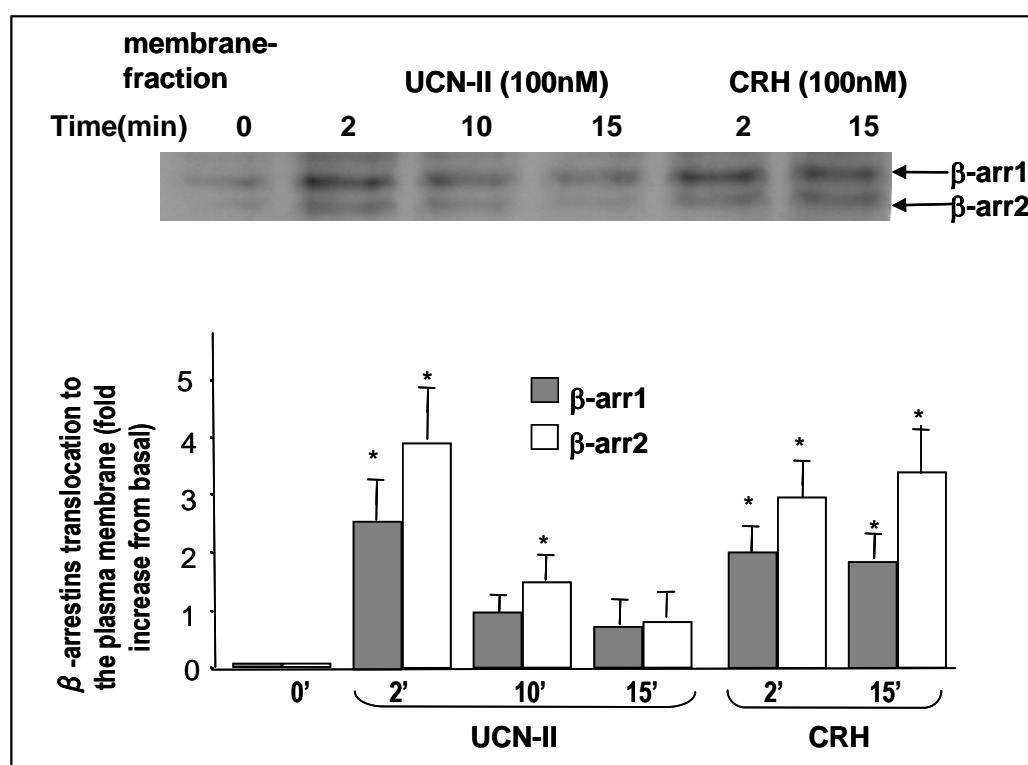 membrane-
fraction
UCN-II (100nM) CRH (100nM)
Time(min) 0 2 10 15 2 15
β-arr1
β-arr2
β -arrestins translocation to
the plasma membrane (fold
increase from basal)
5
4
3
2
1
0
* * * * * * *
β-arr1
β-arr2
0' 2' 10' 15' 2' 15'
UCN-II CRH